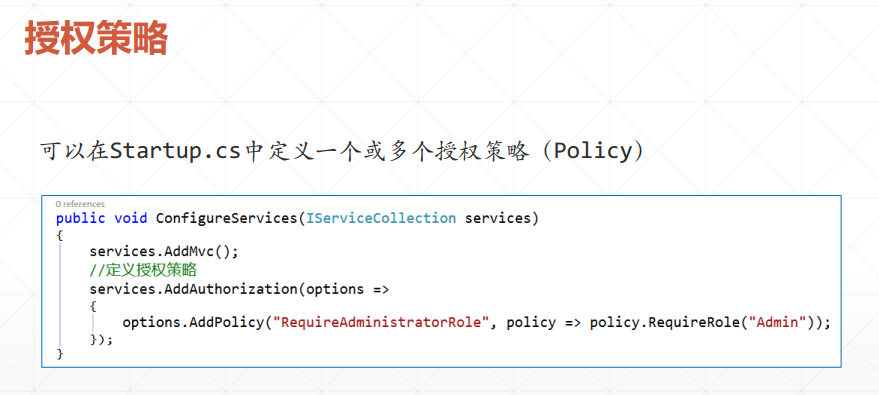 授权策略
可以在Startup.cs中定义一个或多个授权策略（Policy）
0 references
public void ConfigureServices(IServiceCollection services)
{
    services.AddMvc();
    //定义授权策略
    services.AddAuthorization(options =>
    {
        options.AddPolicy("RequireAdministratorRole", policy => policy.RequireRole("Admin"));
    });
}